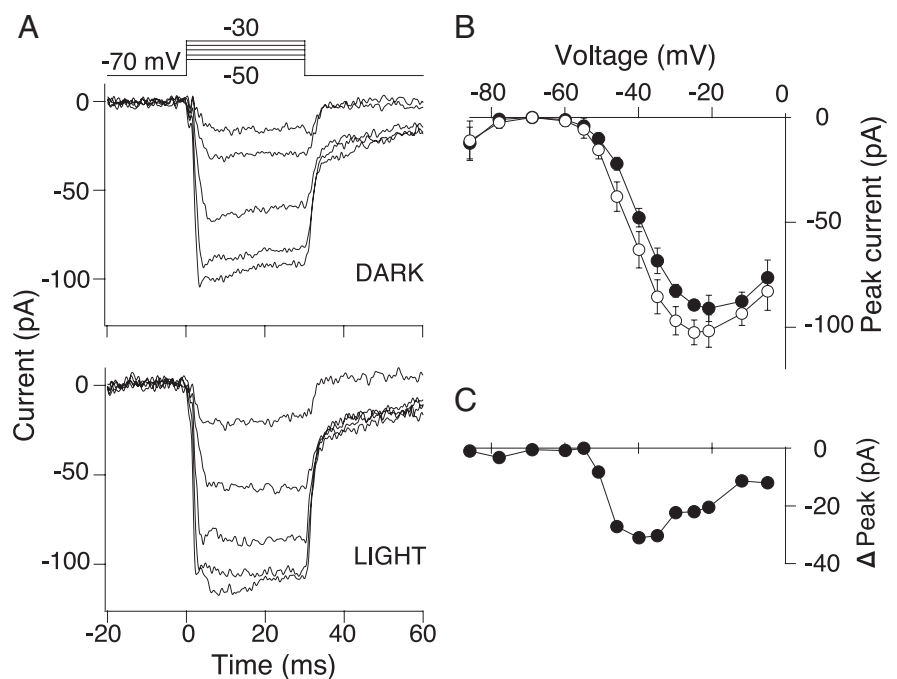 A
-30
-70 mV
-50
0
-50
-100
DARK
Current (pA)
0
-50
-100
LIGHT
-20 0 20 40 60
Time (ms)
B
Voltage (mV)
-80 -60 -40 -20 0
0
-50
-100
Peak current (pA)
C
0
-20
-40
Δ Peak (pA)